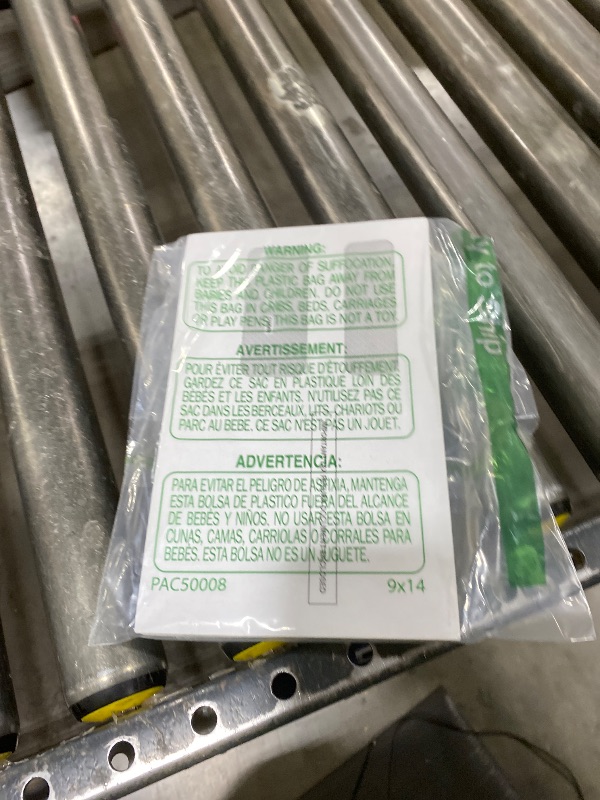 WARNING:
TO AVOID DANGER OF SUFFOCATION,
KEEP THIS PLASTIC BAG AWAY FROM
BABIES AND CHILDREN. DO NOT USE
THIS BAG IN CRIBS, BEDS, CARRIAGES
OR PLAY PENS. THIS BAG IS NOT A TOY.
AVERTISSEMENT:
POUR ÉVITER TOUT RISQUE D'ÉTOUFFEMENT,
GARDEZ CE SAC EN PLASTIQUE LOIN DES
BÉBÉS ET LES ENFANTS. N'UTILISEZ PAS CE
SAC DANS LES BERCEAUX, LITS, CHARIOTS OU
PARC AU BEBE. CE SAC N'EST PAS UN JOUET.
ADVERTENCIA:
PARA EVITAR EL PELIGRO DE ASFIXIA, MANTENGA
ESTA BOLSA DE PLASTICO FUERA DEL ALCANCE
DE BEBÉS Y NIÑOS. NO USAR ESTA BOLSA EN
CUNAS, CAMAS, CARRIOLAS O CORRALES PARA
BEBÉS. ESTA BOLSA NO ES UN JUGUETE.
PAC50008 9x14
to Ship